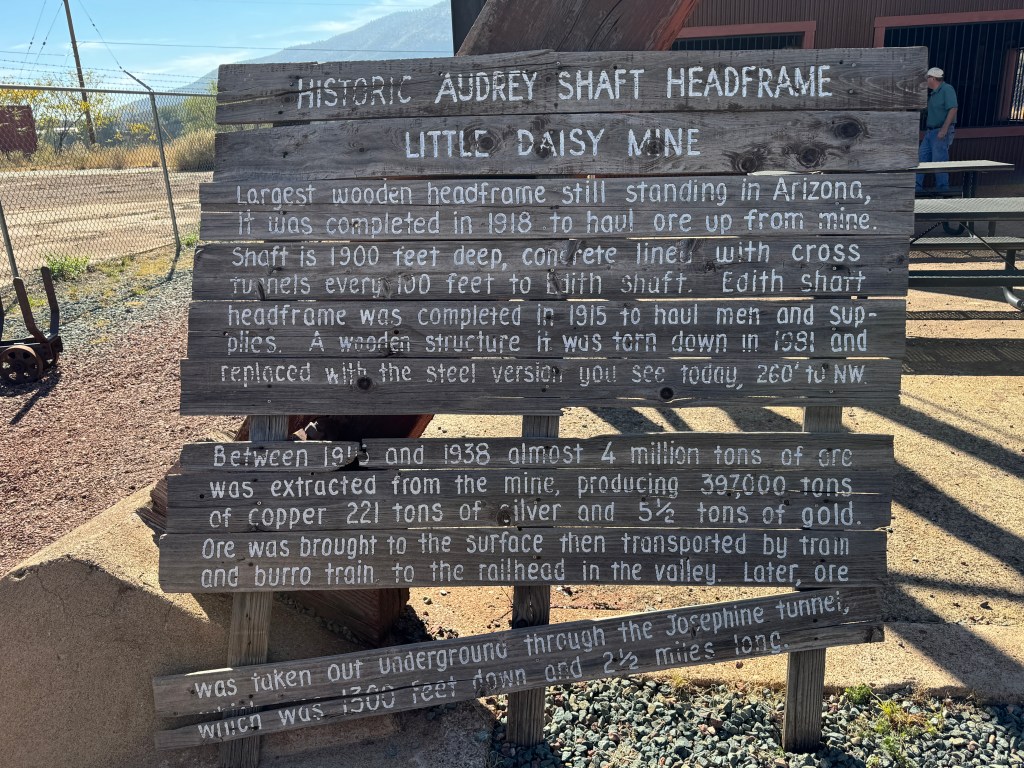 HISTORIC AUDREY SHAFT HEADFRAME
LITTLE DAISY MINE
Largest wooden headframe still standing in Arizona,
it was completed in 1918 to haul ore up from mine.
Shaft is 1900 feet deep, concrete lined with cross
tunnels every 100 feet to Edith shaft. Edith shaft
headframe was completed in 1915 to haul men and sup-
plies. A wooden structure it was torn down in 1981 and
replaced with the steel version you see today, 260' to NW.
Between and 1938 almost 4 million tons of ore
was extracted from the mine, producing 397,000 tons
of copper 221 tons of silver and 5½ tons of gold.
Ore was brought to the surface then transported by train
and burro train to the railhead in the valley. Later, ore
was taken out underground through the Josephine tunnel,
which was 1300 feet down and 2½ miles long.